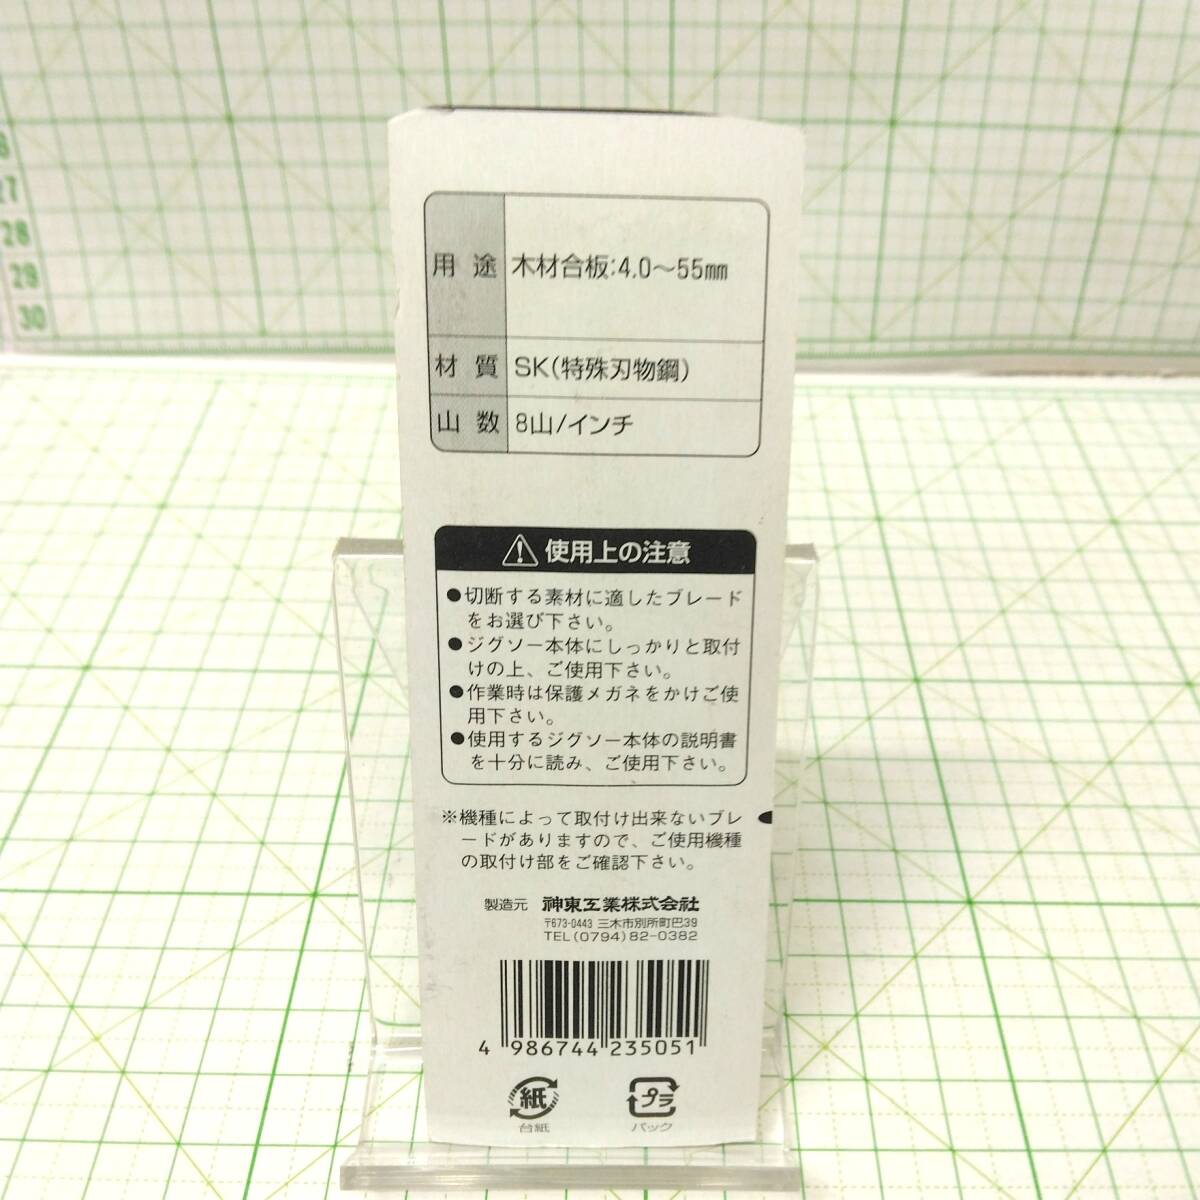 26
27
28
29
30
用途 木材合板:4.0～55mm
材質 SK(特殊刃物鋼)
山数 8山/インチ
使用上の注意
●切断する素材に適したブレード
をお選び下さい。
●ジグソー本体にしっかりと取付
けの上、ご使用下さい。
●作業時は保護メガネをかけご使
用下さい。
●使用するジグソー本体の説明書
を十分に読み、ご使用下さい。
※機種によって取付け出来ないブレ
ードがありますので、ご使用機種
の取付け部をご確認下さい。
製造元 神東工業株式会社
〒673-0443 三木市別所町巴39
TEL(0794)82-0382
4 986744 235051
紙
台紙
プラ
パック